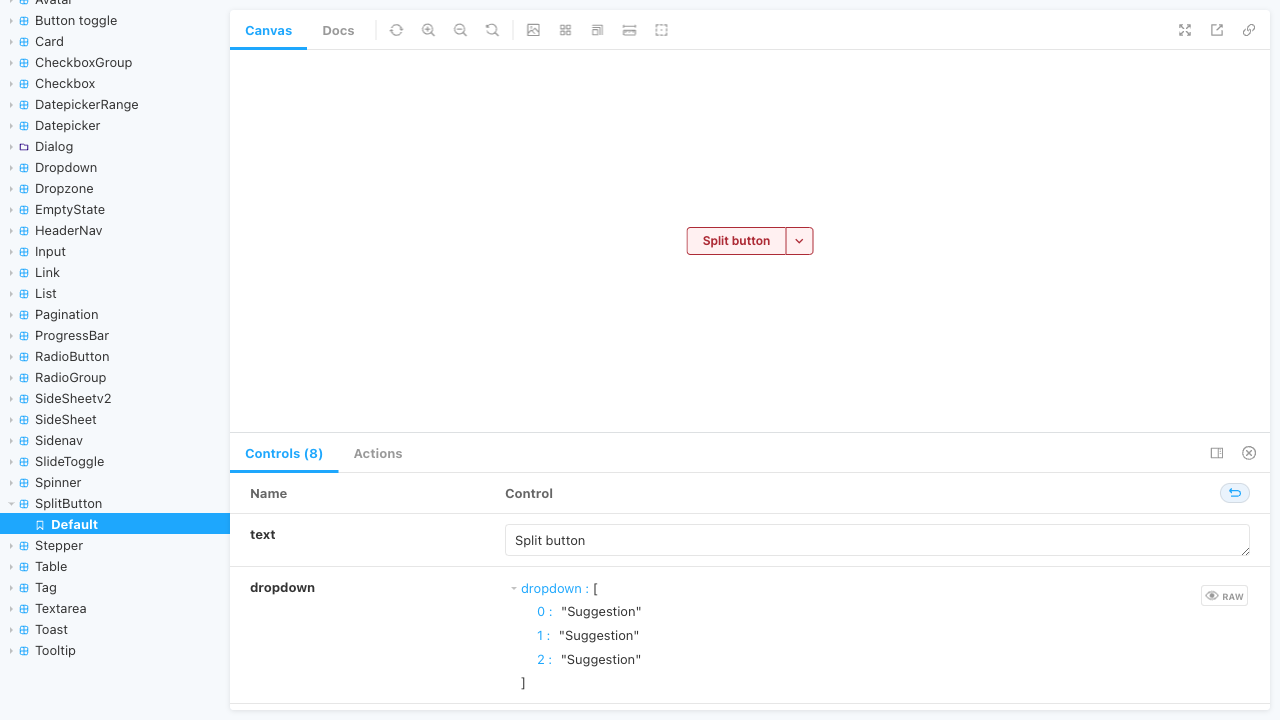 Avatar
Button toggle
Card
CheckboxGroup
Checkbox
DatepickerRange
Datepicker
Dialog
Dropdown
Dropzone
EmptyState
HeaderNav
Input
Link
List
Pagination
ProgressBar
RadioButton
RadioGroup
SideSheetv2
SideSheet
Sidenav
SlideToggle
Spinner
SplitButton
Default
Stepper
Table
Tag
Textarea
Toast
Tooltip
Canvas
Docs
Split button
Controls (8)
Actions
Name
Control
text
Split button
dropdown
dropdown : [
0 : "Suggestion"
1 : "Suggestion"
2 : "Suggestion"
]
RAW